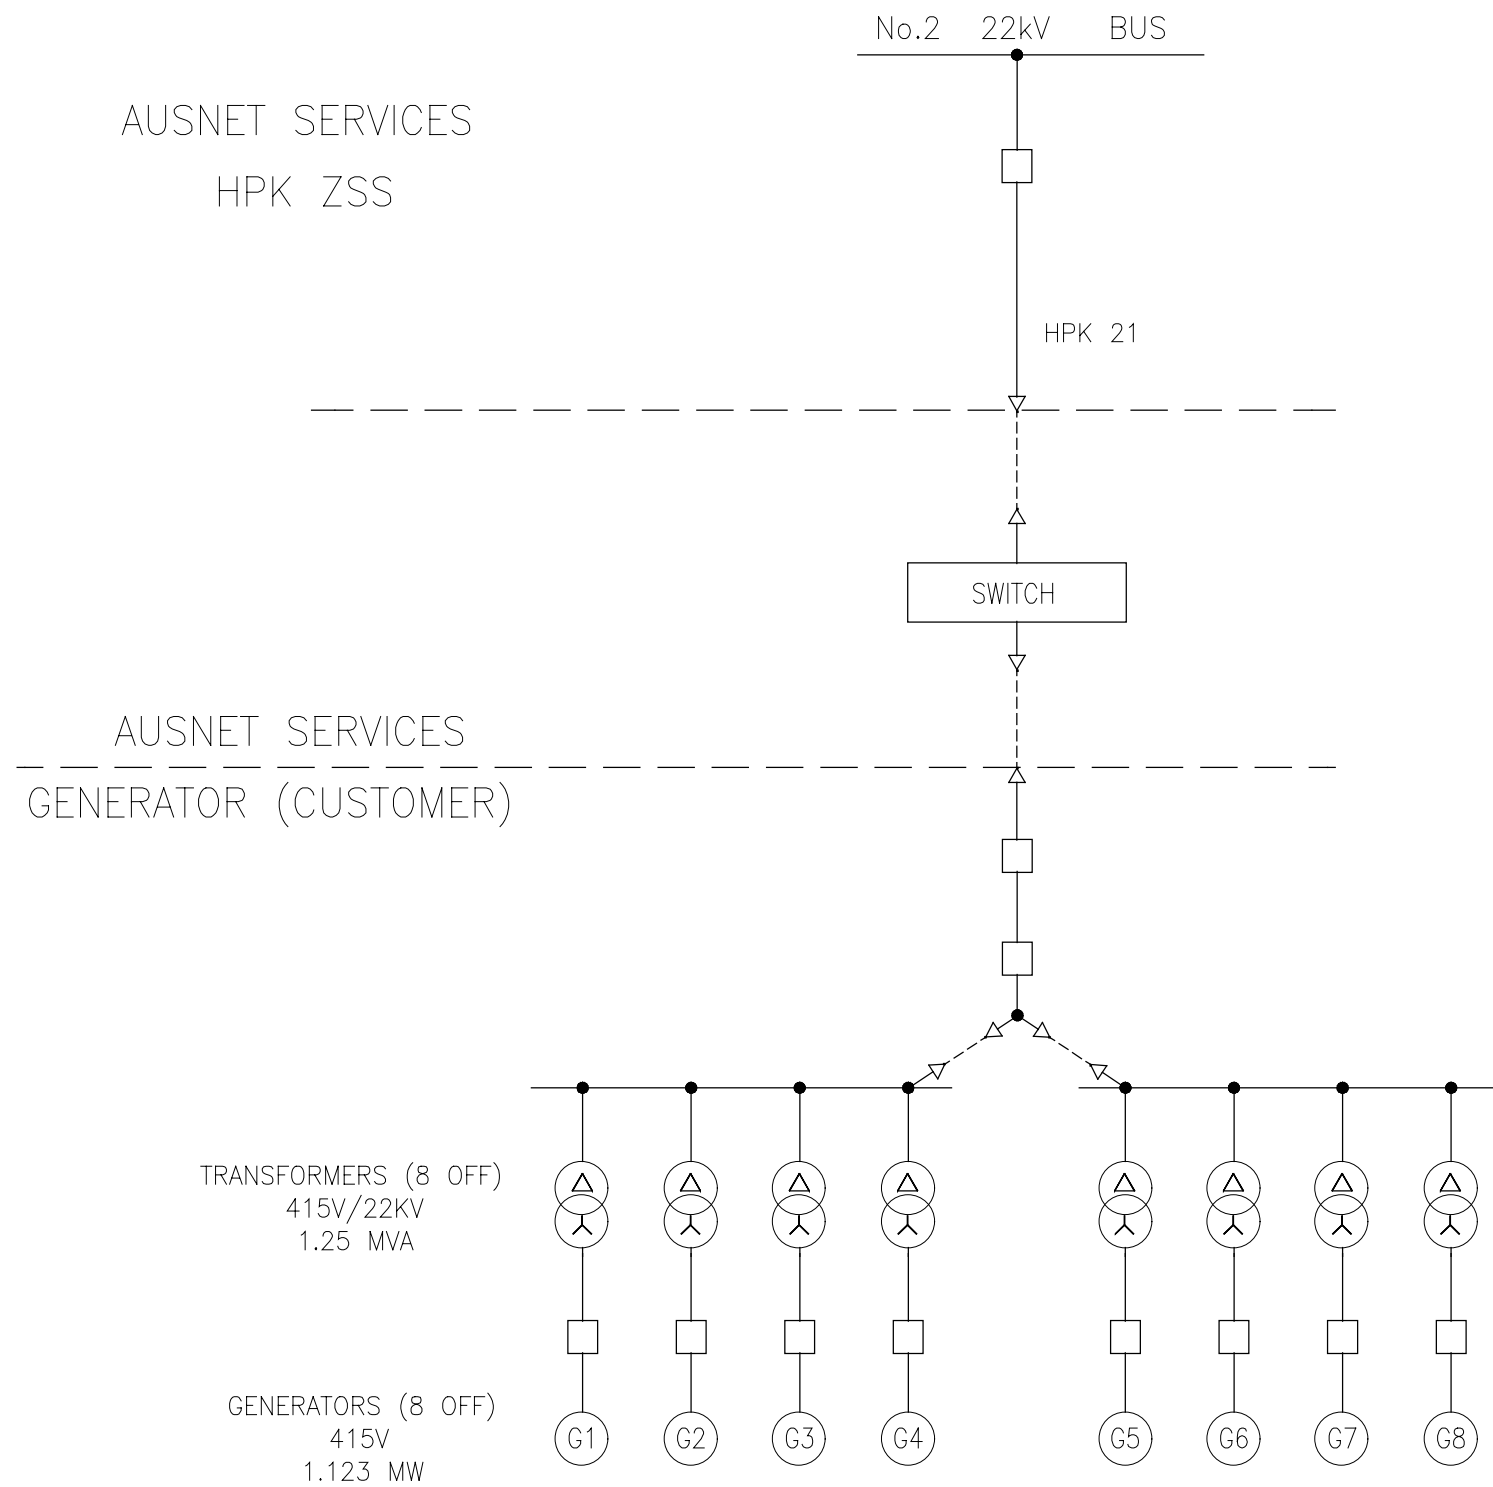 No.2 22kV BUS
AUSNET SERVICES
HPK ZSS
HPK 21
SWITCH
AUSNET SERVICES
GENERATOR (CUSTOMER)
TRANSFORMERS (8 OFF)
415V/22KV
1.25 MVA
GENERATORS (8 OFF)
415V
1.123 MW
G1 G2 G3 G4 G5 G6 G7 G8